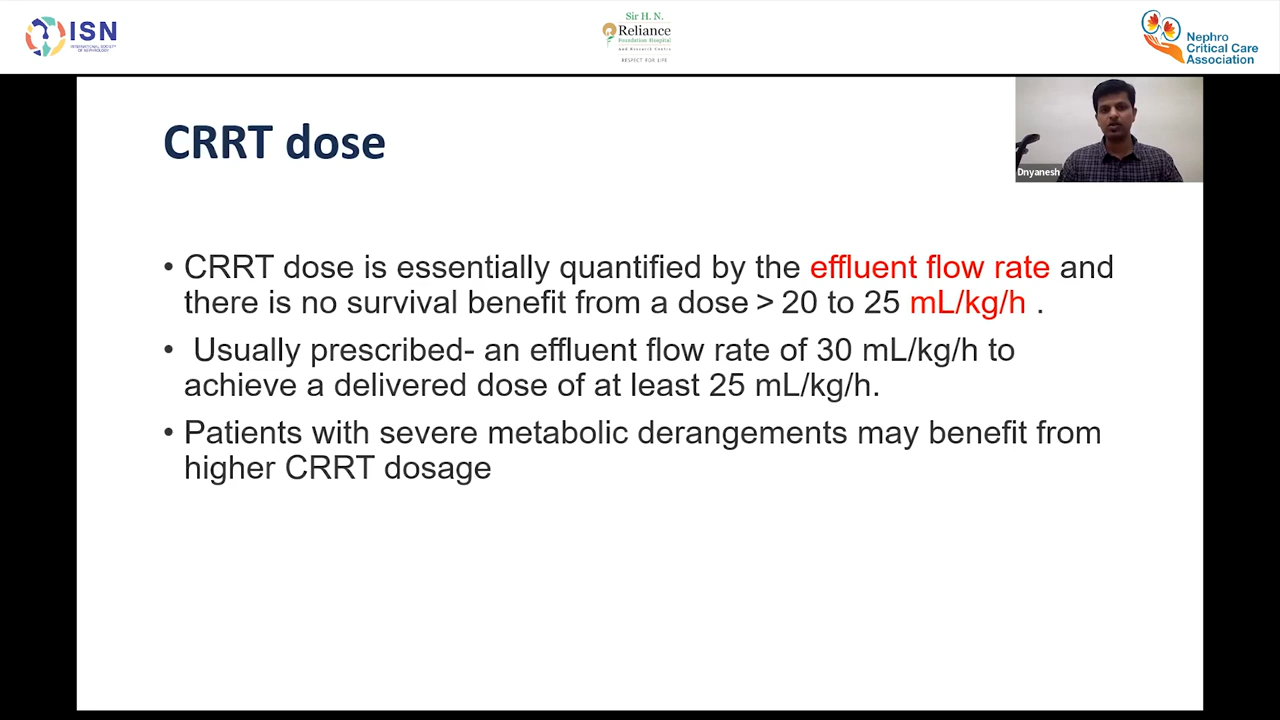 ISN
INTERNATIONAL SOCIETY
OF NEPHROLOGY
Sir H. N.
Reliance
Foundation Hospital
And Research Centre
RESPECT FOR LIFE
Nephro
Critical Care
Association
Dnyanesh
CRRT dose
• CRRT dose is essentially quantified by the effluent flow rate and
there is no survival benefit from a dose > 20 to 25 mL/kg/h .
• Usually prescribed- an effluent flow rate of 30 mL/kg/h to
achieve a delivered dose of at least 25 mL/kg/h.
• Patients with severe metabolic derangements may benefit from
higher CRRT dosage